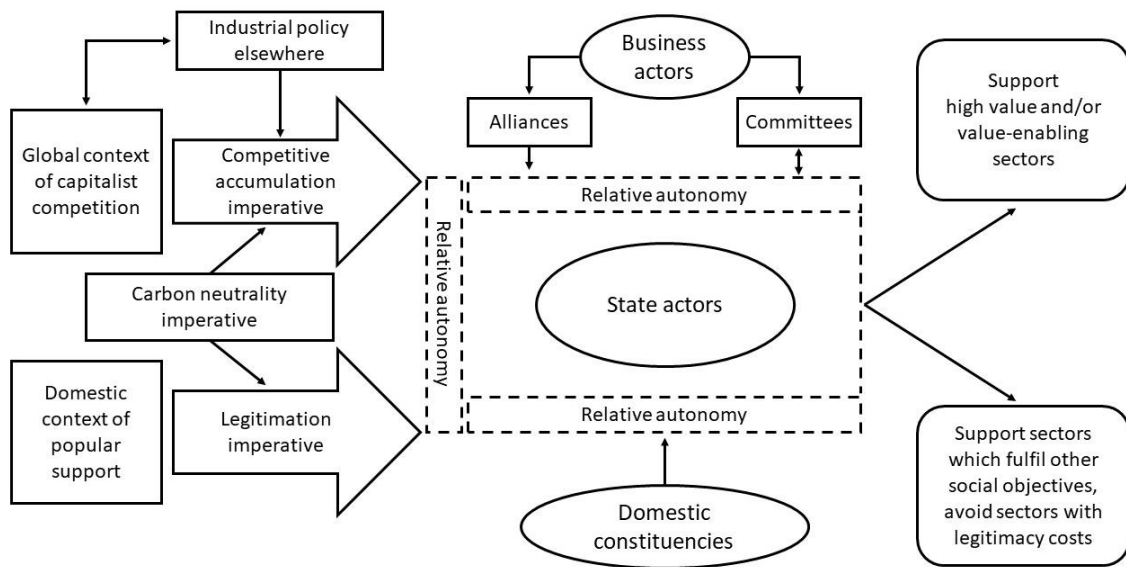 Industrial policy
elsewhere
Business
actors
Support
high value and/or
value-enabling
sectors
Alliances
Committees
Global context
of capitalist
competition
Competitive
accumulation
imperative
Relative autonomy
Relative autonomy
Carbon neutrality
imperative
State actors
Domestic
context of
popular
support
Legitimation
imperative
Relative autonomy
Support sectors
which fulfil other
social objectives,
avoid sectors with
legitimacy costs
Domestic
constituencies